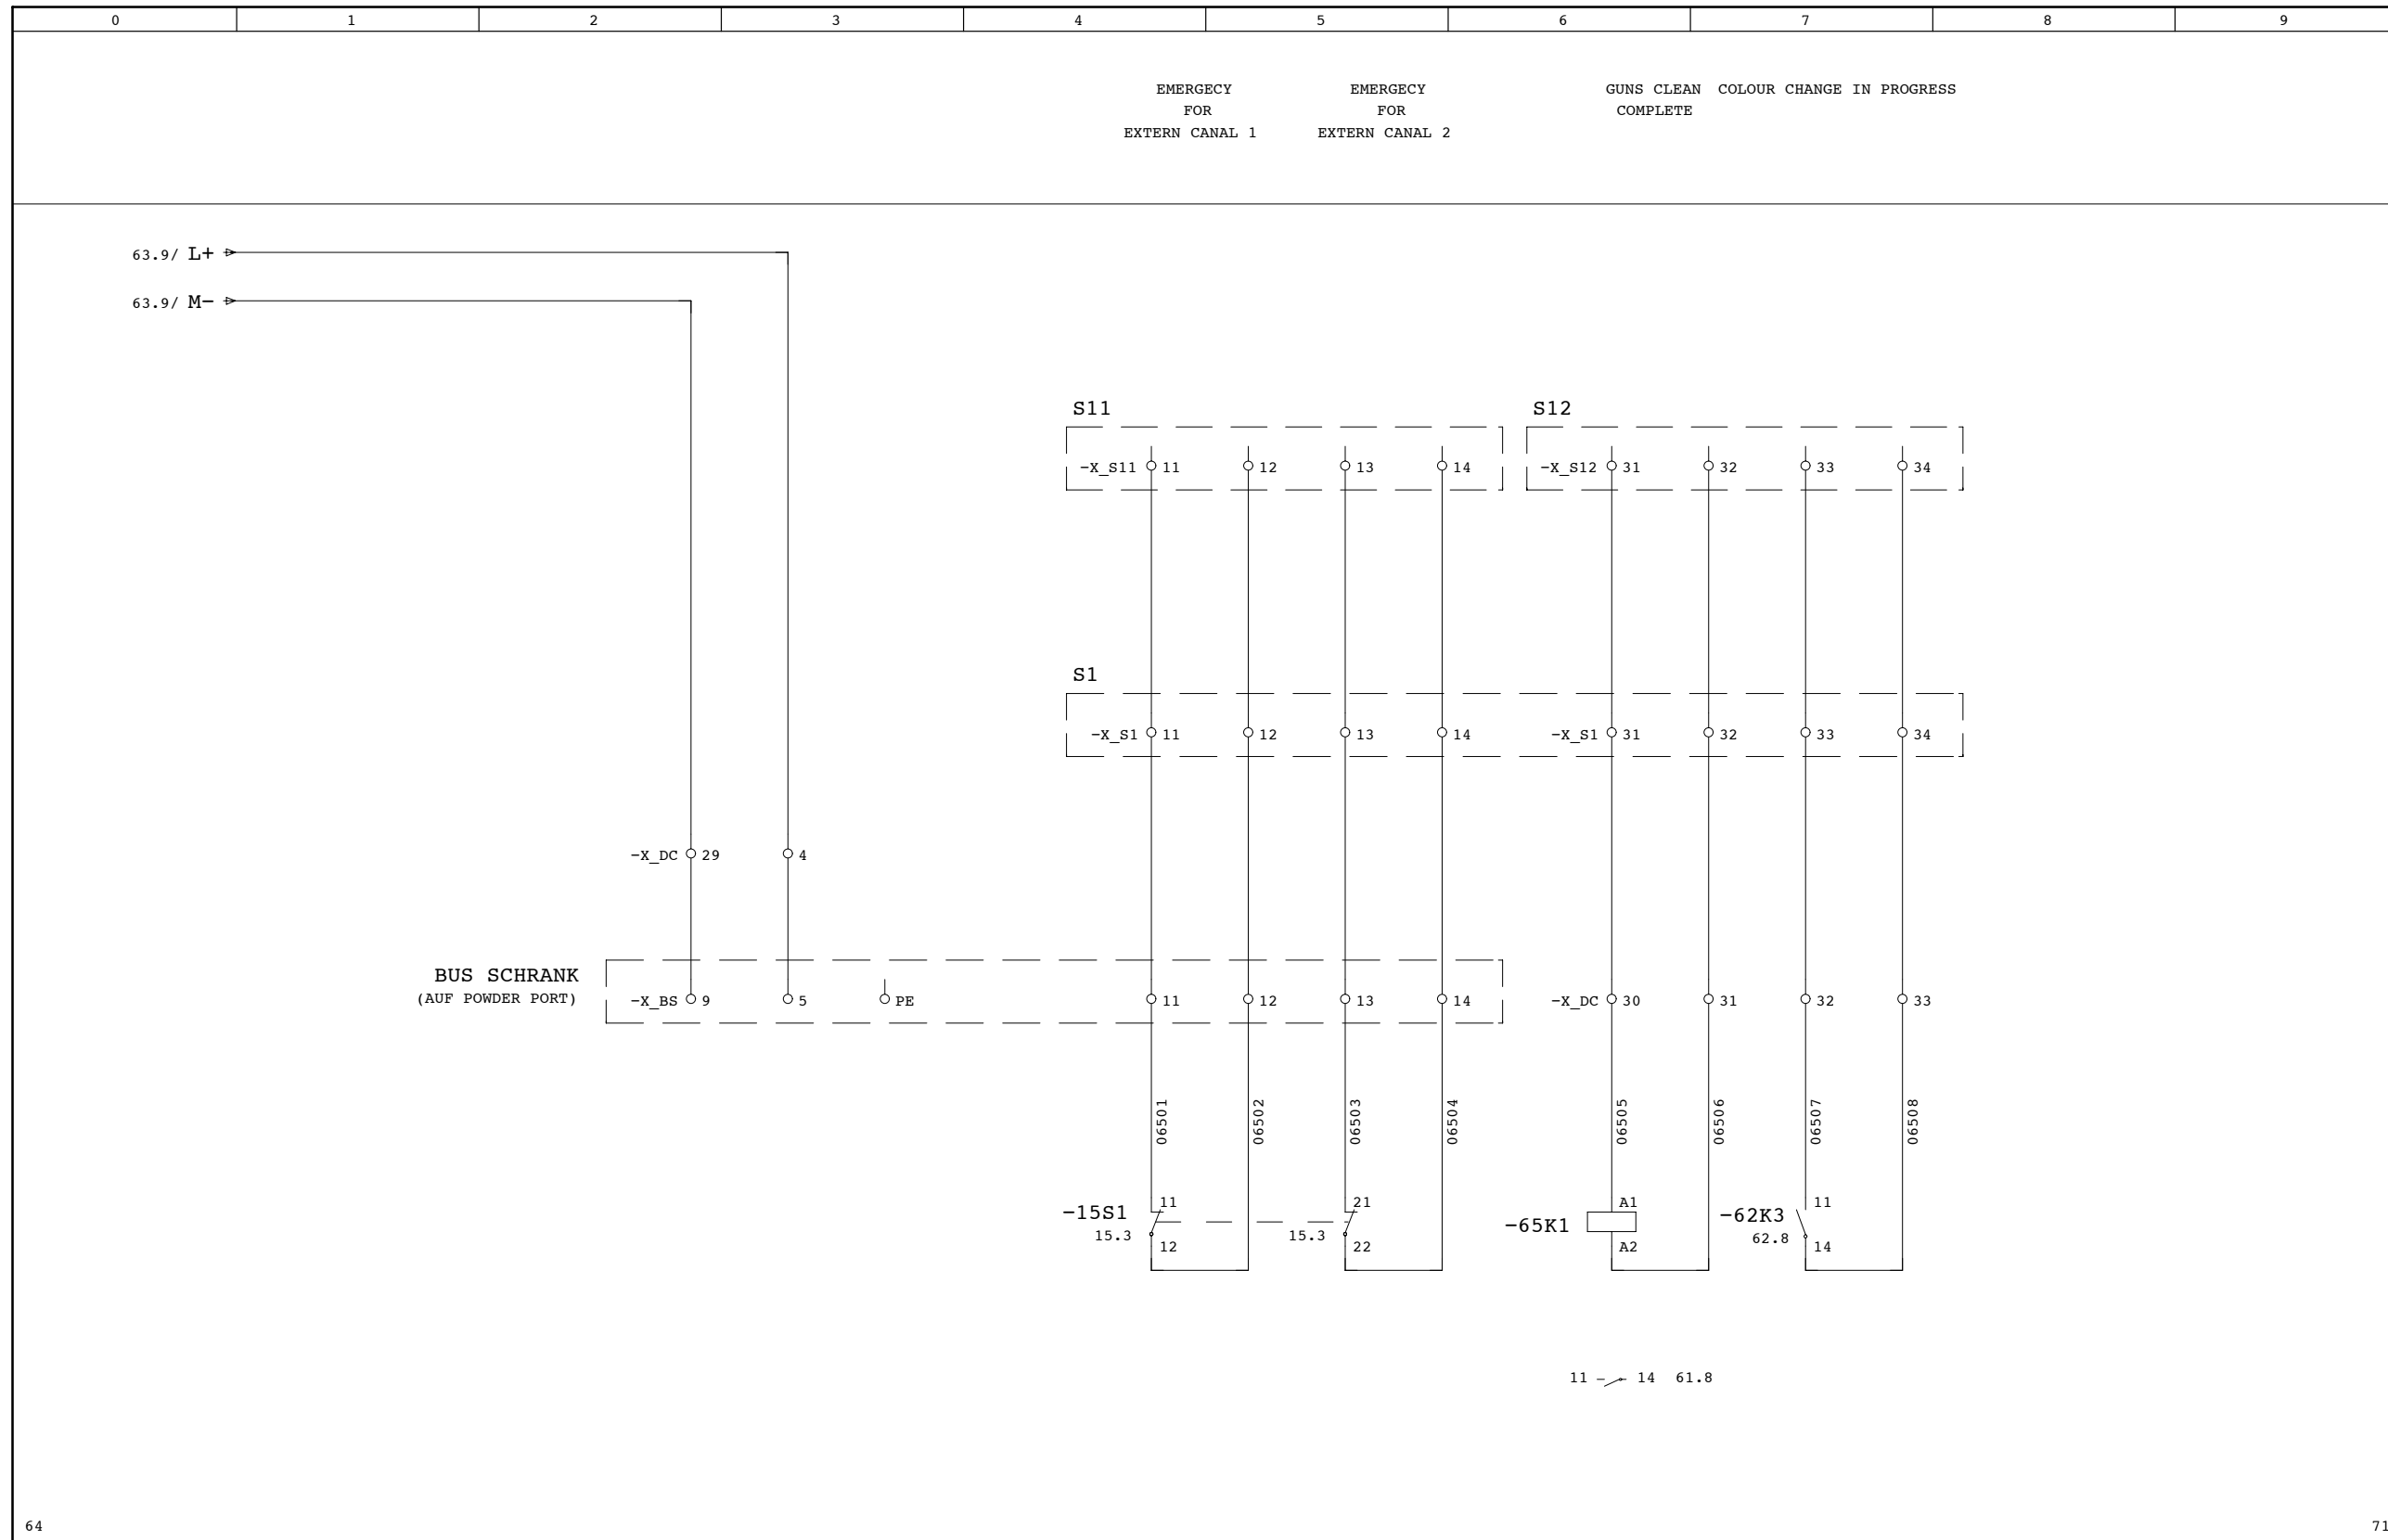 0 1 2 3 4 5 6 7 8 9
EMERGECY EMERGECY GUNS CLEAN COLOUR CHANGE IN PROGRESS
FOR FOR COMPLETE
EXTERN CANAL 1 EXTERN CANAL 2
63.9/ L+
63.9/ M-
S11 S12
-X_S11 11 12 13 14 -X_S12 31 32 33 34
S1
-X_S1 11 12 13 14 -X_S1 31 32 33 34
-X_DC 29 4
BUS SCHRANK
(AUF POWDER PORT) -X_BS 9 5 PE 11 12 13 14 -X_DC 30 31 32 33
06501 06502 06503 06504 06505 06506 06507 06508
11 21 A1 11
-15S1 -65K1 -62K3
15.3 15.3 62.8
12 22 A2 14
11 14 61.8
64 71